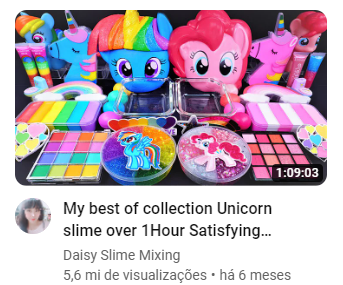 1:09:03
My best of collection Unicorn
slime over 1Hour Satisfying...
Daisy Slime Mixing
5,6 mi de visualizações • há 6 meses